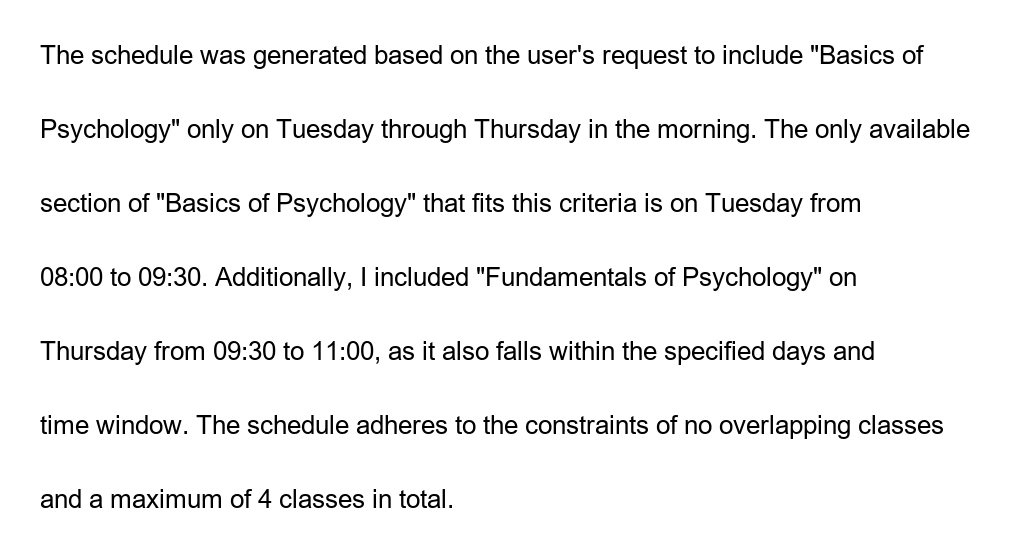 The schedule was generated based on the user's request to include "Basics of
Psychology" only on Tuesday through Thursday in the morning. The only available
section of "Basics of Psychology" that fits this criteria is on Tuesday from
08:00 to 09:30. Additionally, I included "Fundamentals of Psychology" on
Thursday from 09:30 to 11:00, as it also falls within the specified days and
time window. The schedule adheres to the constraints of no overlapping classes
and a maximum of 4 classes in total.